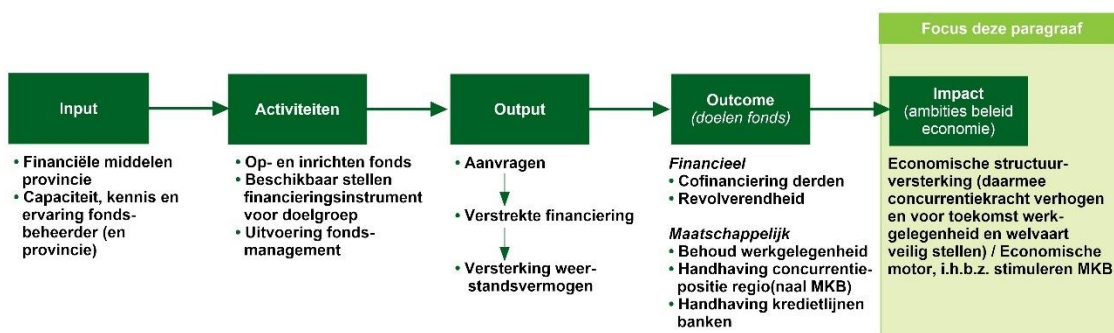 Focus deze paragraaf
Input
• Financiële middelen
provincie
• Capaciteit, kennis en
ervaring fonds-
beheerder (en
provincie)
Activiteiten
• Op- en inrichten fonds
• Beschikbaar stellen
financieringsinstrument
voor doelgroep
• Uitvoering fonds-
management
Output
• Aanvragen
• Verstrekte financiering
• Versterking weer-
standsvermogen
Outcome
(doelen fonds)
Financieel
• Cofinanciering derden
• Revolverendheid
Maatschappelijk
• Behoud werkgelegenheid
• Handhaving concurrentie-
positie regio(naal MKB)
• Handhaving kredietlijnen
banken
Impact
(ambities beleid
economie)
Economische structuur-
versterking (daarmee
concurrentiekracht verhogen
en voor toekomst werk-
gelegenheid en welvaart
veilig stellen) / Economische
motor, i.h.b.z. stimuleren MKB